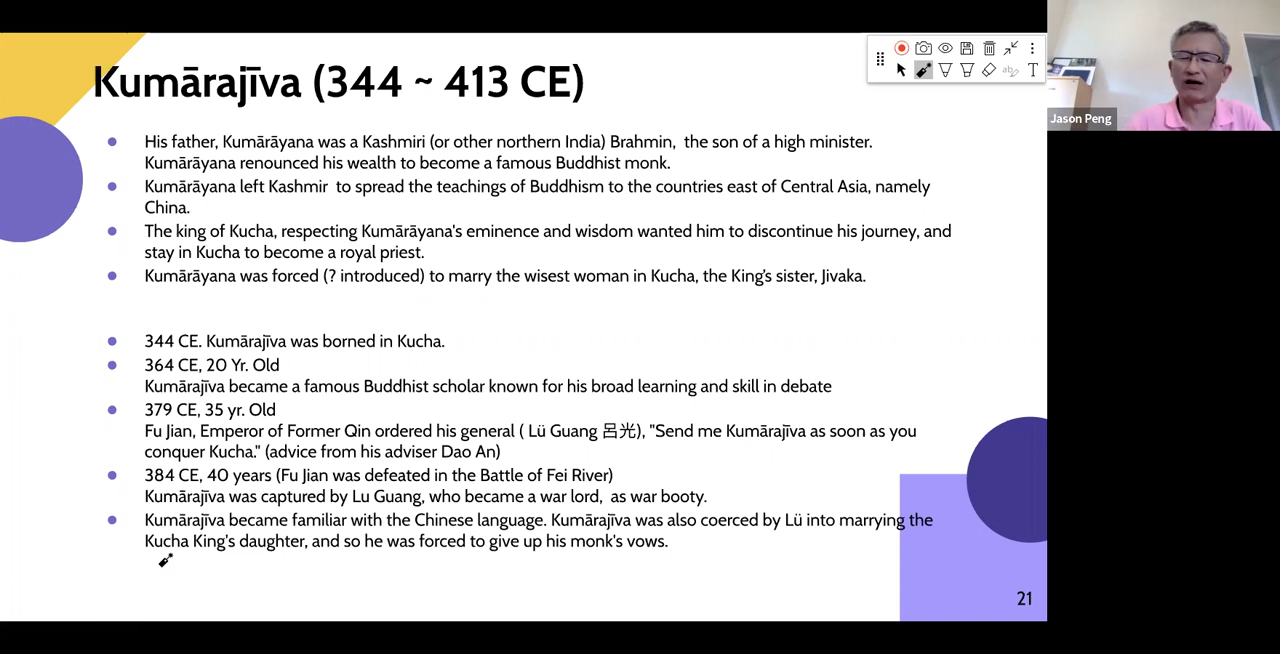 Kumārajīva (344 ~ 413 CE)
Jason Peng
His father, Kumārāyana was a Kashmiri (or other northern India) Brahmin, the son of a high minister.
Kumārāyana renounced his wealth to become a famous Buddhist monk.
Kumārāyana left Kashmir to spread the teachings of Buddhism to the countries east of Central Asia, namely
China.
The king of Kucha, respecting Kumārāyana's eminence and wisdom wanted him to discontinue his journey, and
stay in Kucha to become a royal priest.
Kumārāyana was forced (? introduced) to marry the wisest woman in Kucha, the King's sister, Jivaka.
344 CE. Kumārajīva was borned in Kucha.
364 CE, 20 Yr. Old
Kumārajīva became a famous Buddhist scholar known for his broad learning and skill in debate
379 CE, 35 yr. Old
Fu Jian, Emperor of Former Qin ordered his general ( Lü Guang 呂光), "Send me Kumārajīva as soon as you
conquer Kucha." (advice from his adviser Dao An)
384 CE, 40 years (Fu Jian was defeated in the Battle of Fei River)
Kumārajīva was captured by Lu Guang, who became a war lord, as war booty.
Kumārajīva became familiar with the Chinese language. Kumārajīva was also coerced by Lü into marrying the
Kucha King's daughter, and so he was forced to give up his monk's vows.
21